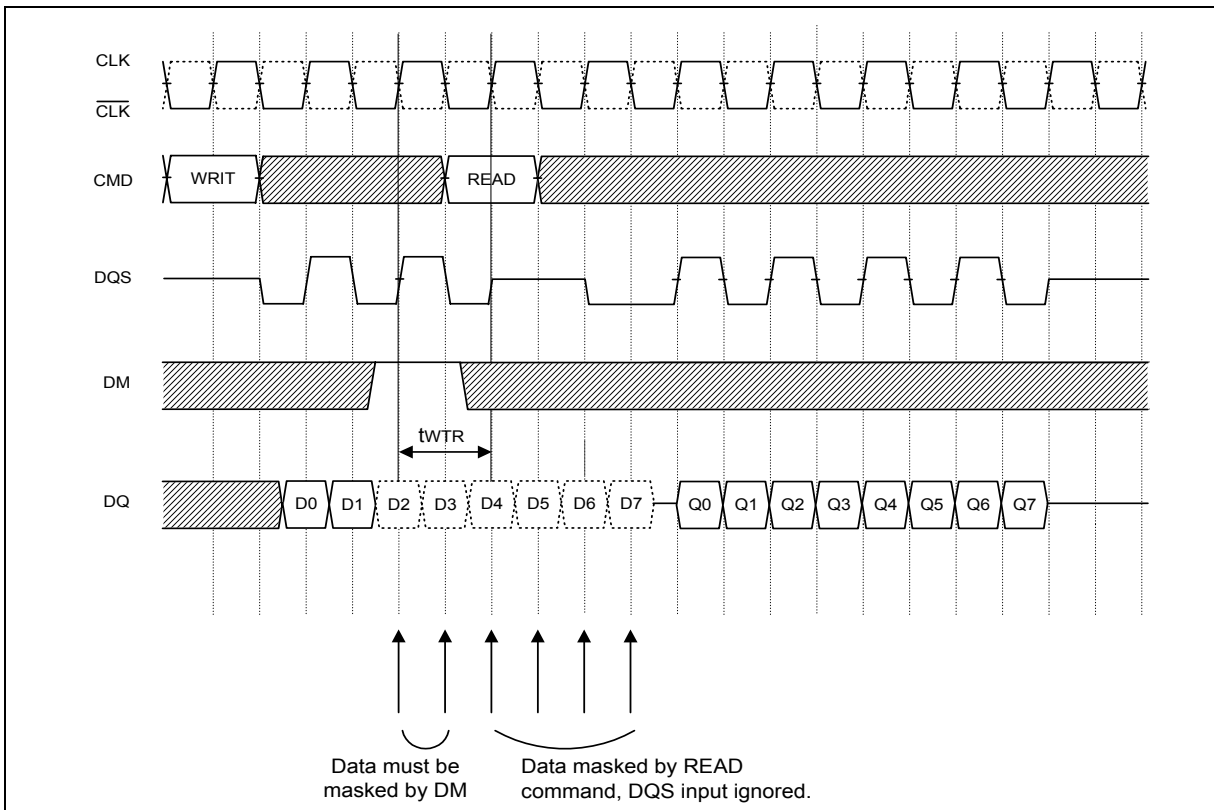 CLK
CLK
CMD
WRIT
READ
DQS
DM
tWTR
DQ
D0 D1 D2 D3 D4 D5 D6 D7 Q0 Q1 Q2 Q3 Q4 Q5 Q6 Q7
Data must be
masked by DM
Data masked by READ
command, DQS input ignored.